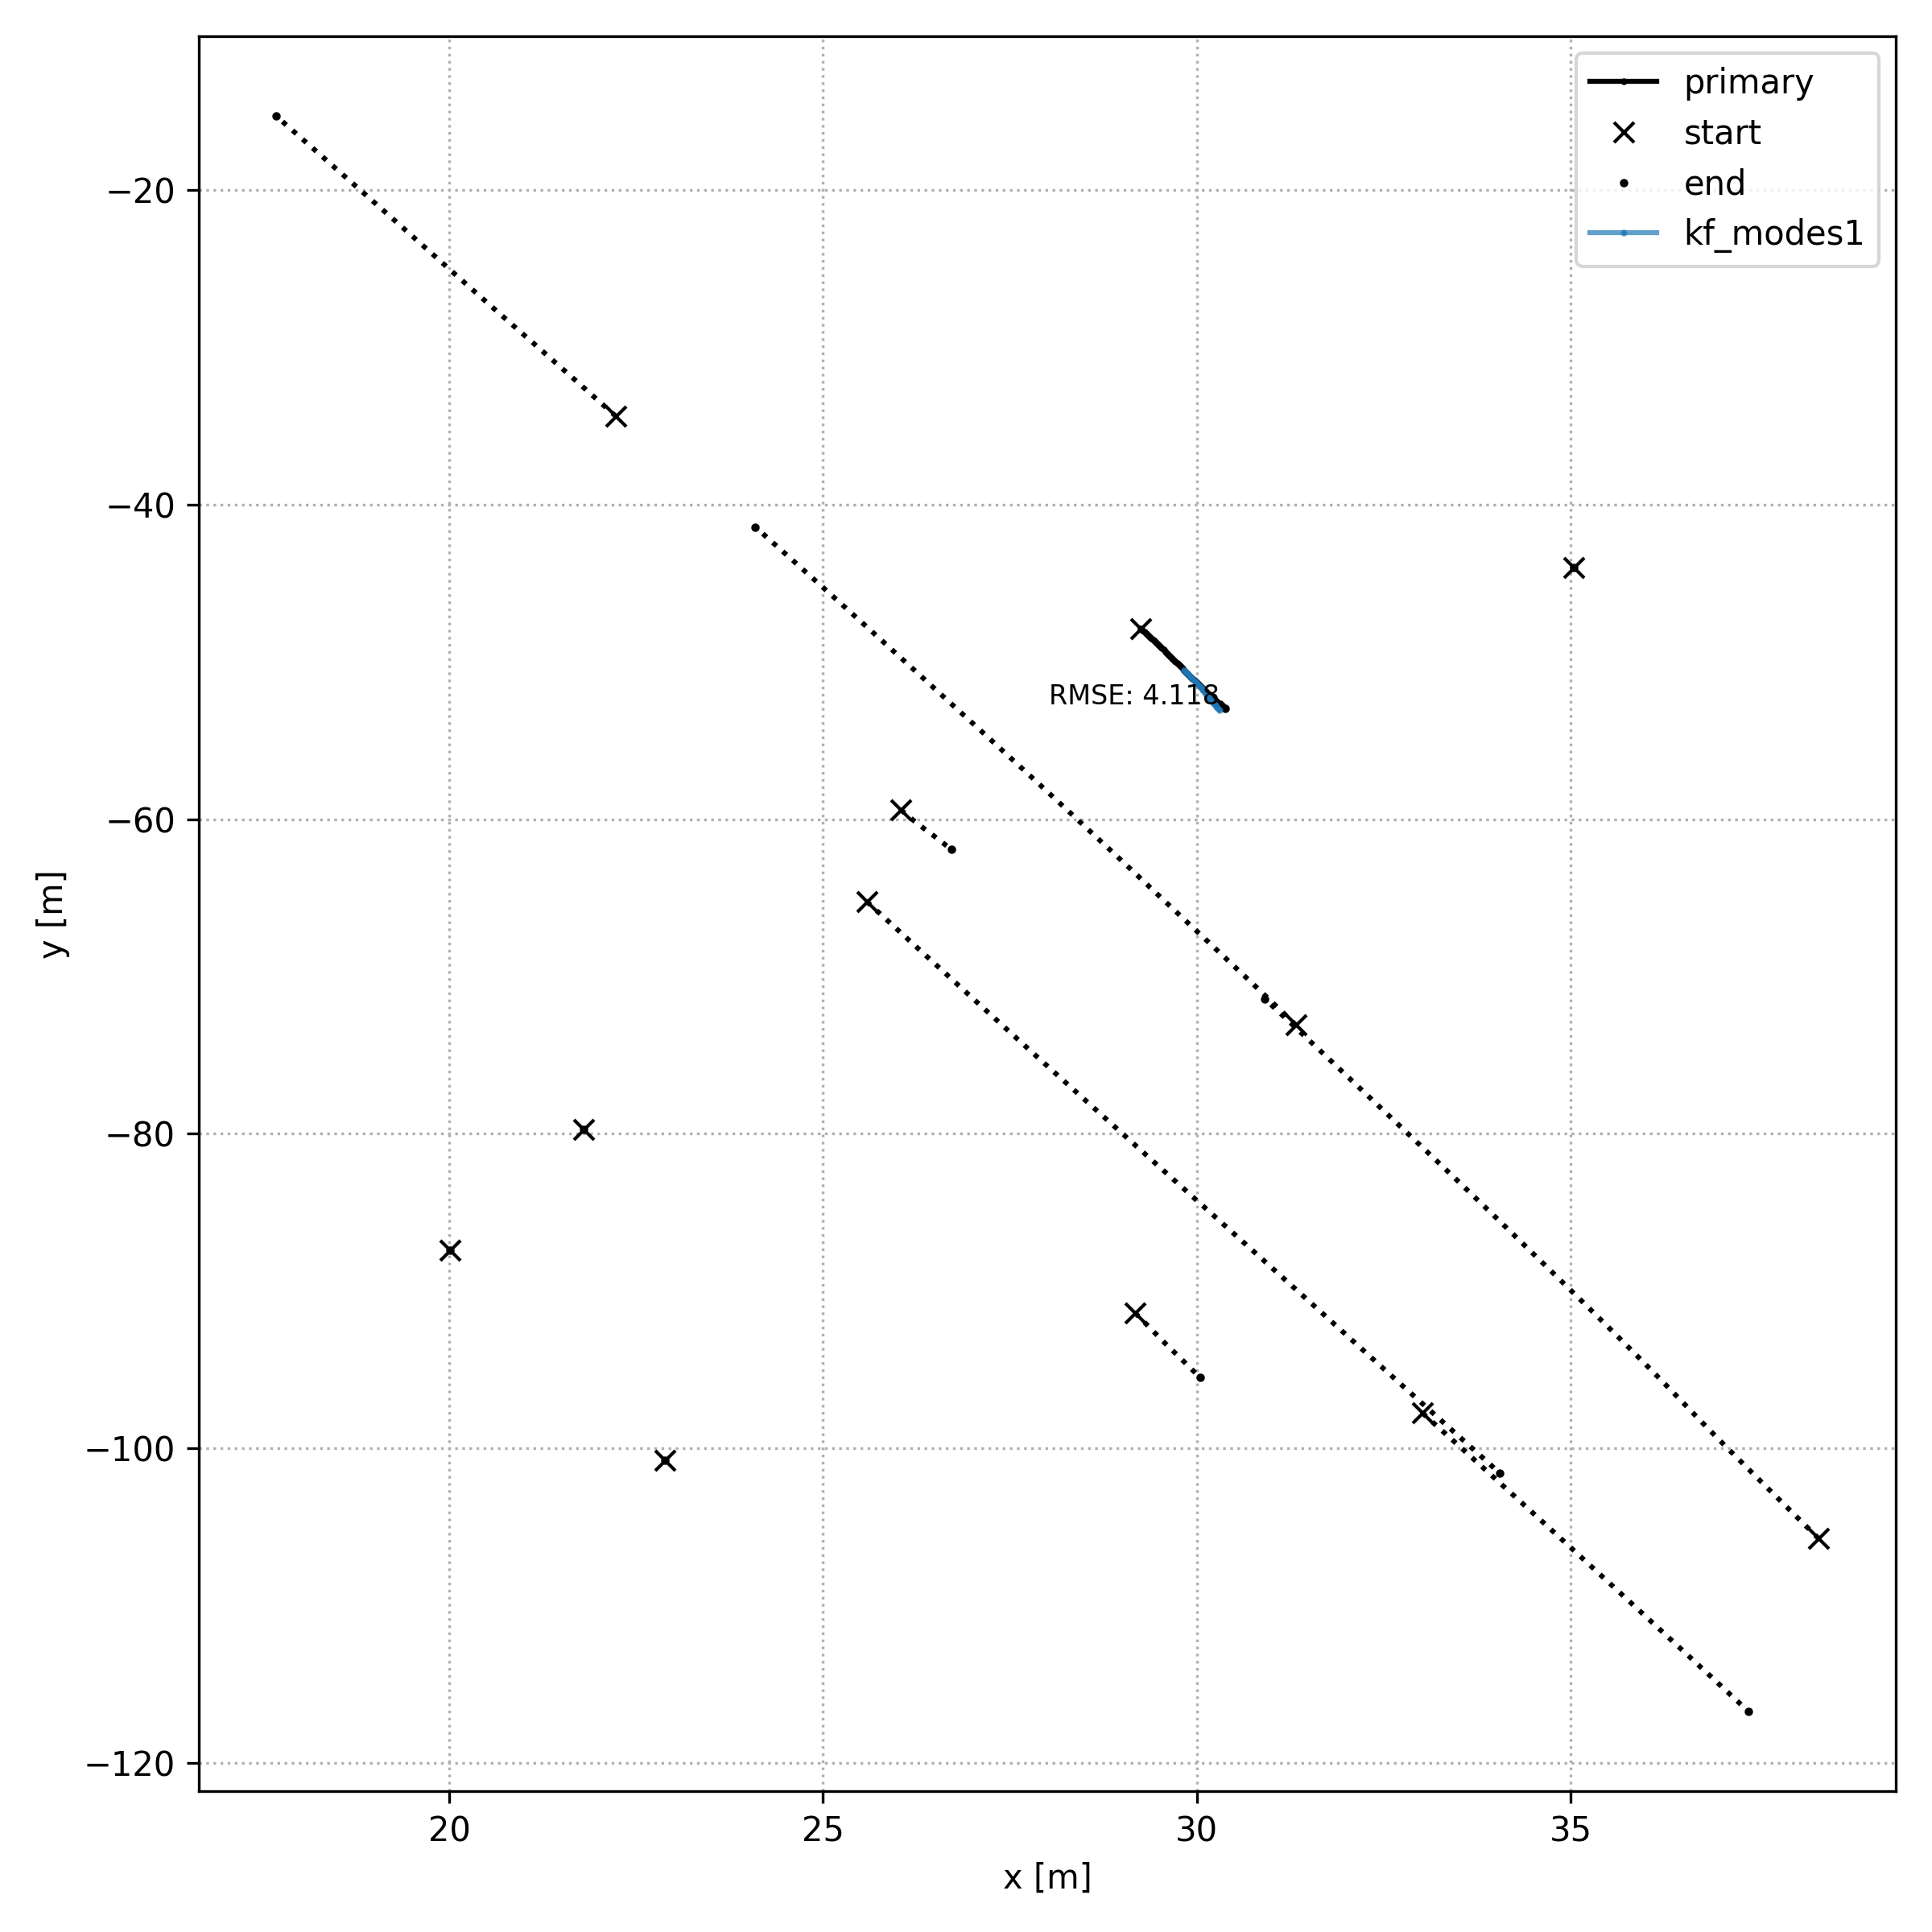 primary
start
end
kf_modes1
−20
−40
RMSE: 4.118
−60
y [m]
−80
−100
−120
20
25
30
35
x [m]